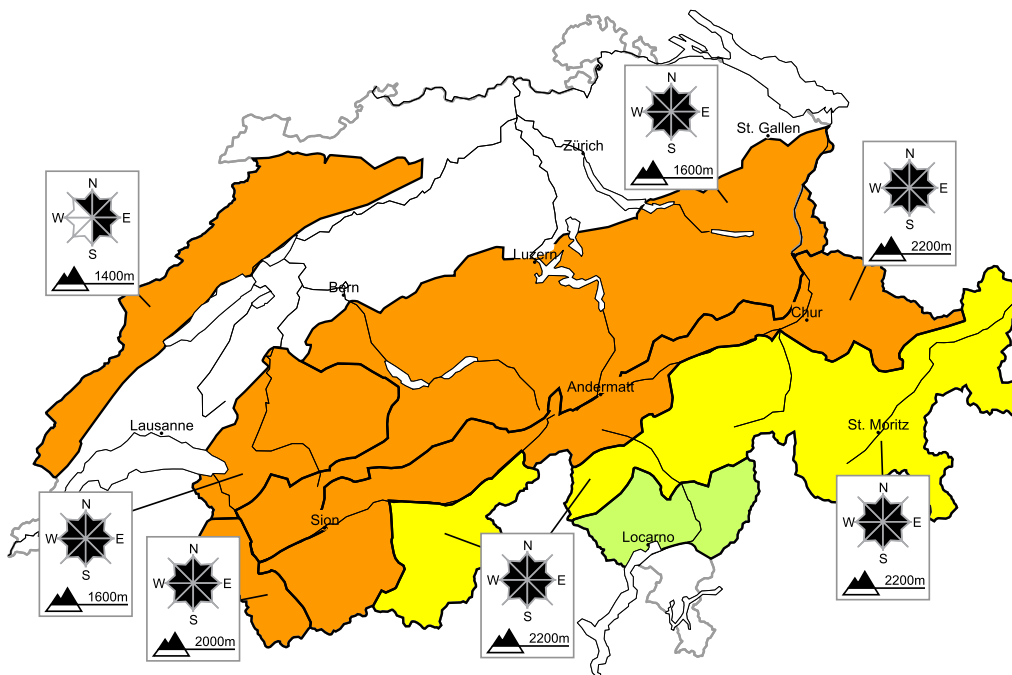 N
W E
S
1600m
St. Gallen
Zürich
N
W E
S
2200m
N
W E
S
1400m
Luzern
Bern
Chur
Andermatt
Lausanne
St. Moritz
N
W E
S
1600m
Sion
N
W E
S
2000m
Locarno
N
W E
S
2200m
N
W E
S
2200m